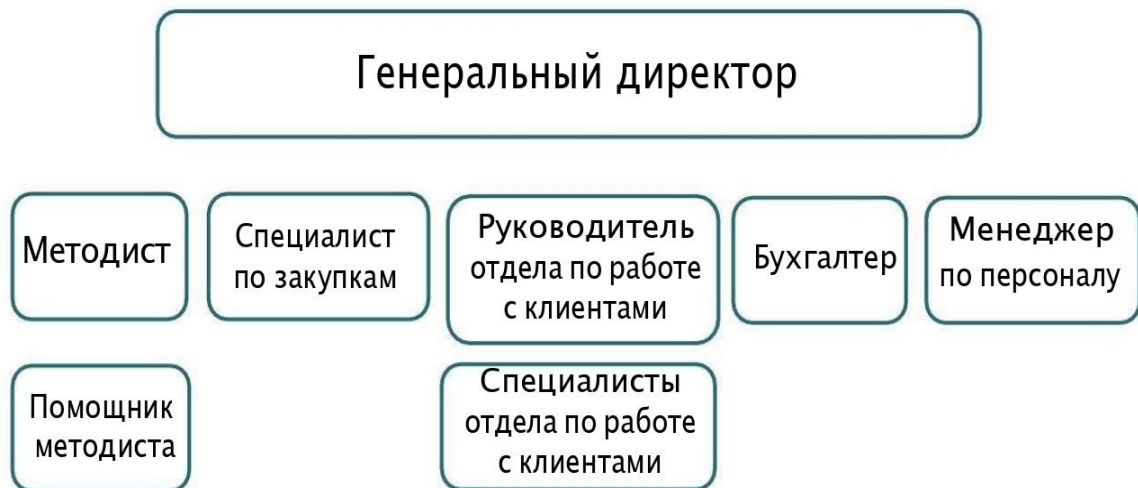 Генеральный директор
Методист
Специалист
по закупкам
Руководитель
отдела по работе
с клиентами
Бухгалтер
Менеджер
по персоналу
Помощник
методиста
Специалисты
отдела по работе
с клиентами